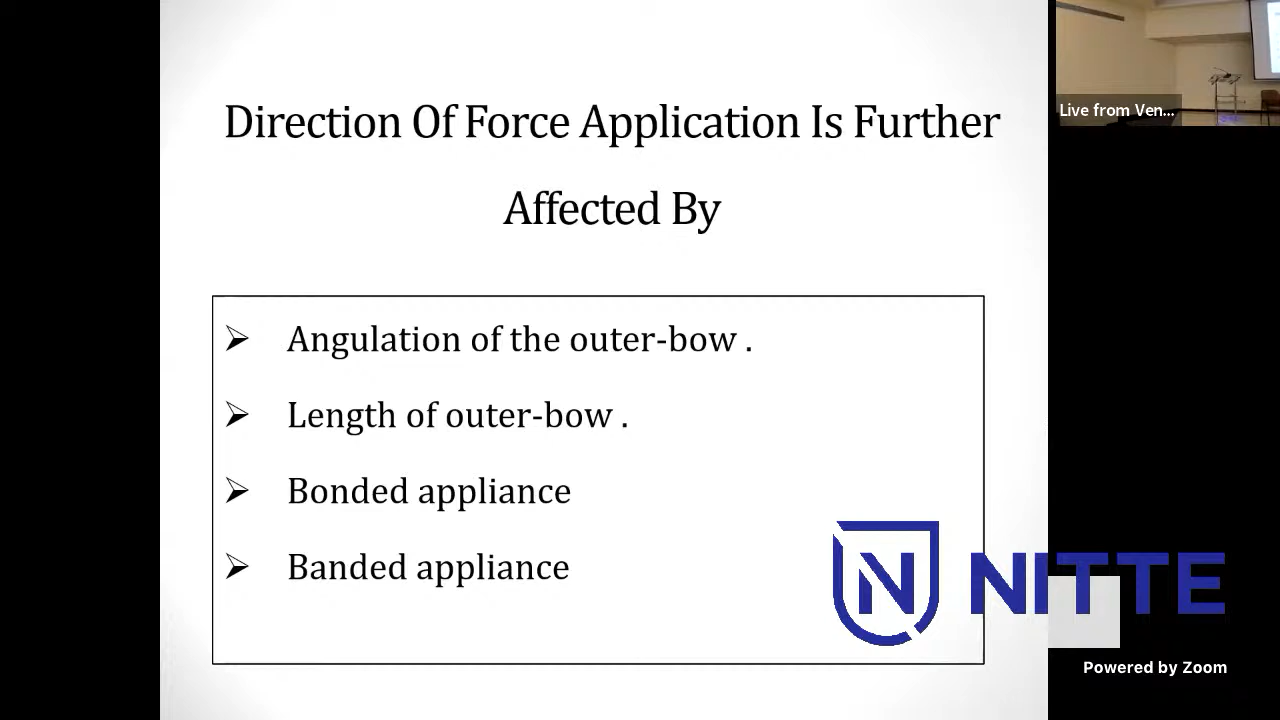 Direction Of Force Application Is Further
Affected By
➢ Angulation of the outer-bow .
➢ Length of outer-bow .
➢ Bonded appliance
➢ Banded appliance
Live from Ven...
N NITTE
Powered by Zoom